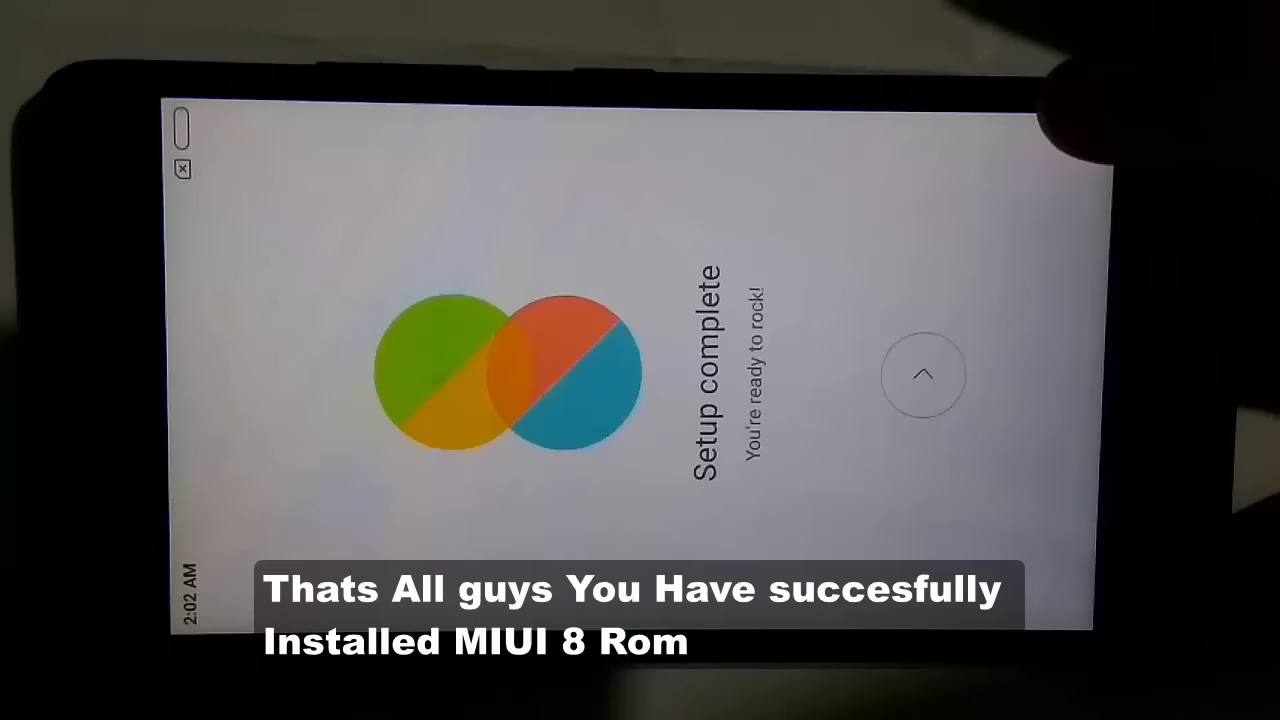 2:02 AM
Setup complete
You're ready to rock!
Thats All guys You Have succesfully
Installed MIUI 8 Rom